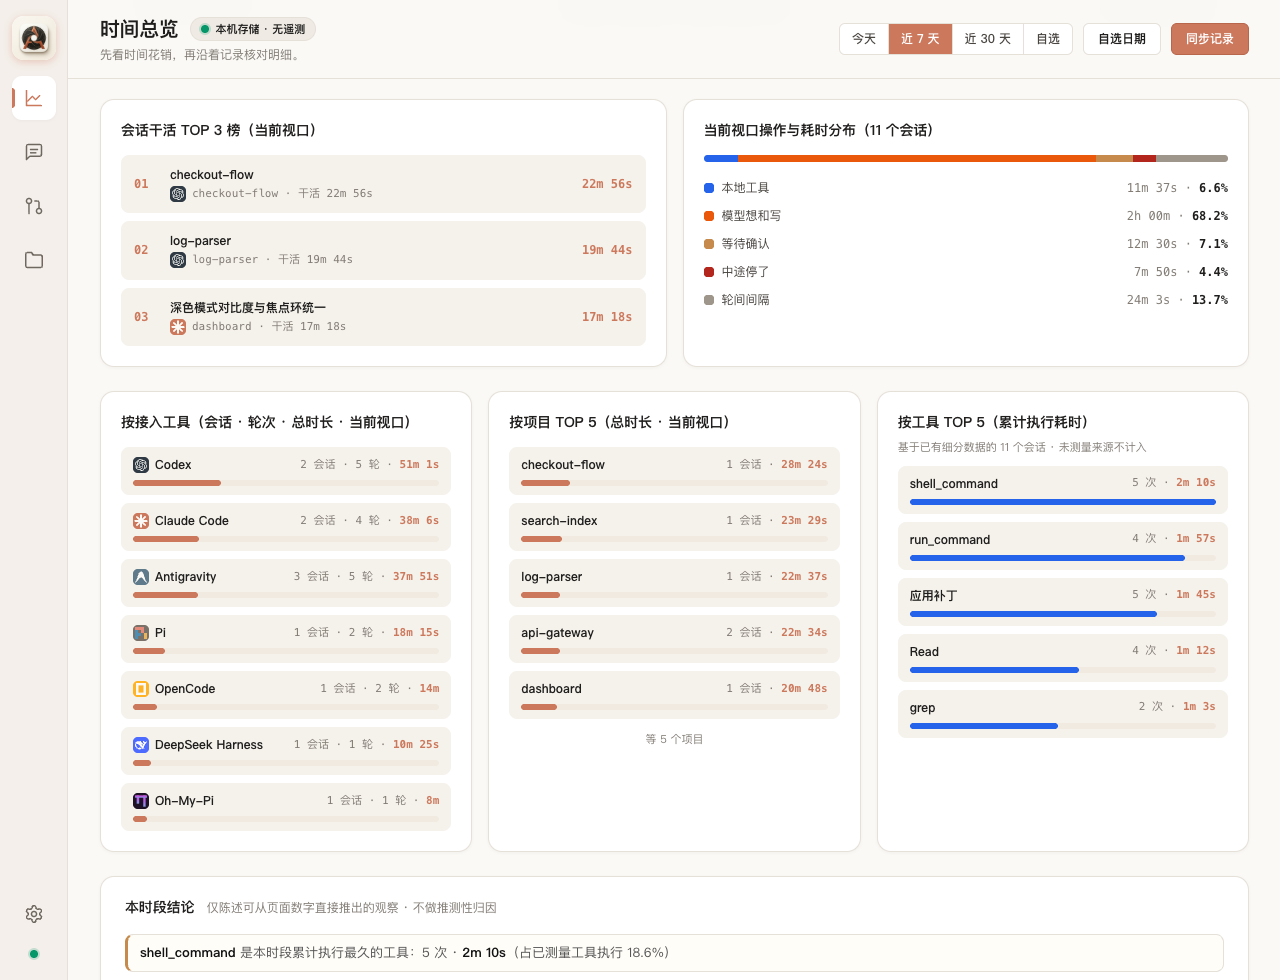 时间总览
本机存储 · 无遥测
先看时间花销，再沿着记录核对明细。
今天
近 7 天
近 30 天
自选
自选日期
同步记录
会话干活 TOP 3 榜（当前视口）
01
checkout-flow
checkout-flow · 干活 22m 56s
22m 56s
02
log-parser
log-parser · 干活 19m 44s
19m 44s
03
深色模式对比度与焦点环统一
dashboard · 干活 17m 18s
17m 18s
当前视口操作与耗时分布（11 个会话）
本地工具
11m 37s · 6.6%
模型想和写
2h 00m · 68.2%
等待确认
12m 30s · 7.1%
中途停了
7m 50s · 4.4%
轮间间隔
24m 3s · 13.7%
按接入工具（会话 · 轮次 · 总时长 · 当前视口）
Codex
2 会话 · 5 轮 · 51m 1s
Claude Code
2 会话 · 4 轮 · 38m 6s
Antigravity
3 会话 · 5 轮 · 37m 51s
Pi
1 会话 · 2 轮 · 18m 15s
OpenCode
1 会话 · 2 轮 · 14m
DeepSeek Harness
1 会话 · 1 轮 · 10m 25s
Oh-My-Pi
1 会话 · 1 轮 · 8m
按项目 TOP 5（总时长 · 当前视口）
checkout-flow
1 会话 · 28m 24s
search-index
1 会话 · 23m 29s
log-parser
1 会话 · 22m 37s
api-gateway
2 会话 · 22m 34s
dashboard
1 会话 · 20m 48s
等 5 个项目
按工具 TOP 5（累计执行耗时）
基于已有细分数据的 11 个会话 · 未测量来源不计入
shell_command
5 次 · 2m 10s
run_command
4 次 · 1m 57s
应用补丁
5 次 · 1m 45s
Read
4 次 · 1m 12s
grep
2 次 · 1m 3s
本时段结论
仅陈述可从页面数字直接推出的观察 · 不做推测性归因
shell_command 是本时段累计执行最久的工具：5 次 · 2m 10s（占已测量工具执行 18.6%）